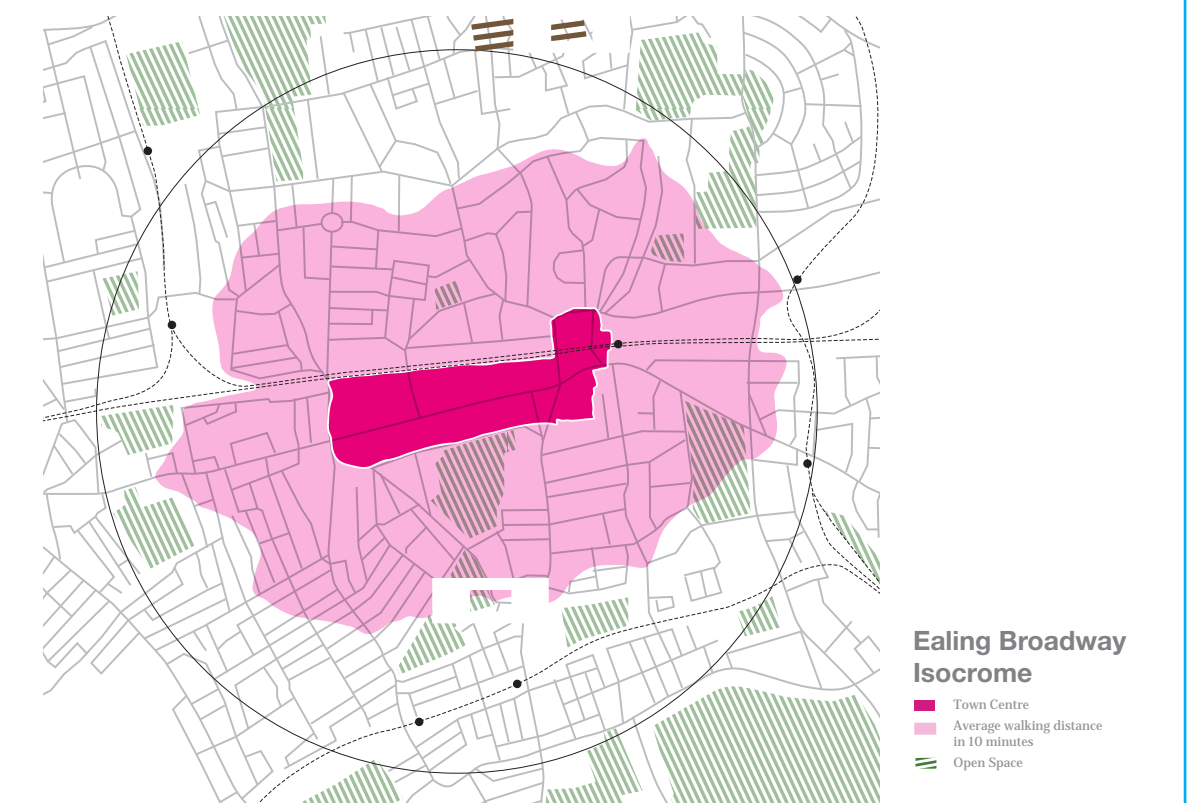 Ealing Broadway
Isocrome
Town Centre
Average walking distance
in 10 minutes
Open Space